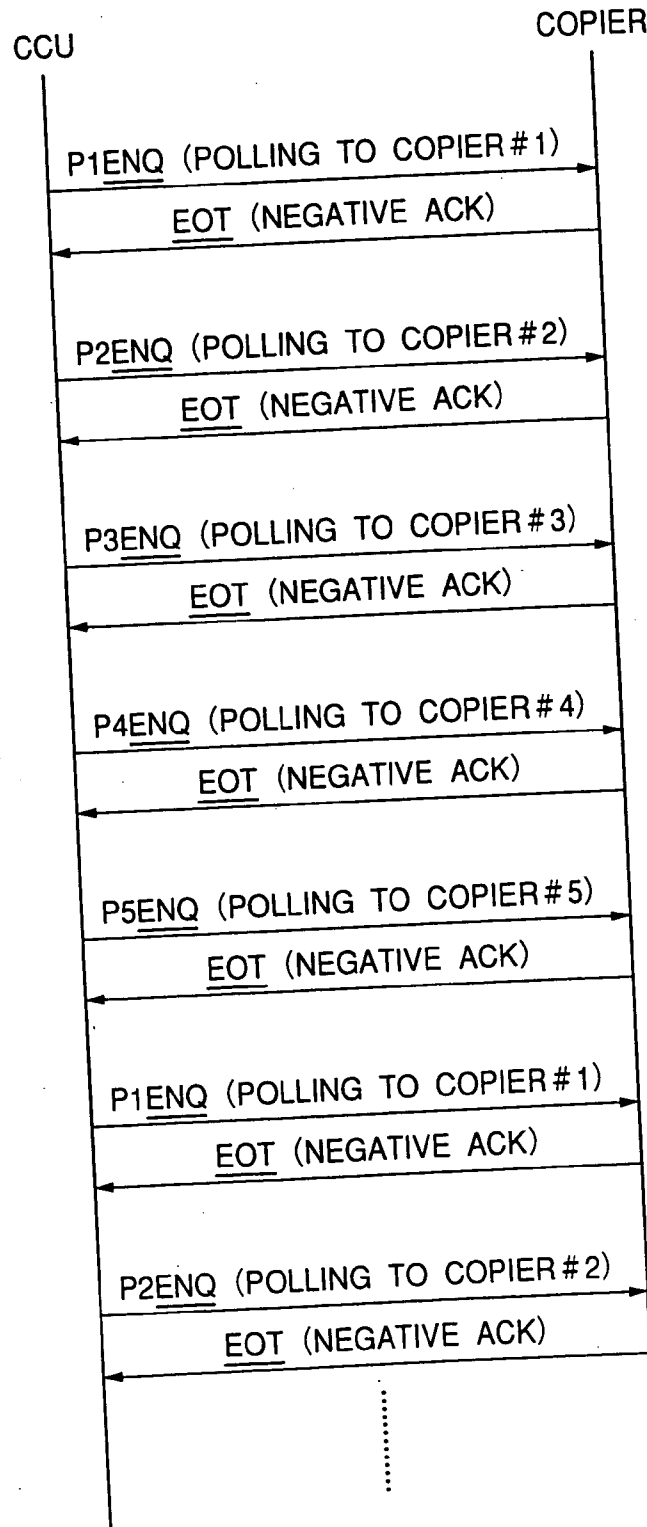 CCU
COPIER
P1ENQ (POLLING TO COPIER#1)
EOT (NEGATIVE ACK)
P2ENQ (POLLING TO COPIER#2)
EOT (NEGATIVE ACK)
P3ENQ (POLLING TO COPIER#3)
EOT (NEGATIVE ACK)
P4ENQ (POLLING TO COPIER#4)
EOT (NEGATIVE ACK)
P5ENQ (POLLING TO COPIER#5)
EOT (NEGATIVE ACK)
P1ENQ (POLLING TO COPIER#1)
EOT (NEGATIVE ACK)
P2ENQ (POLLING TO COPIER#2)
EOT (NEGATIVE ACK)